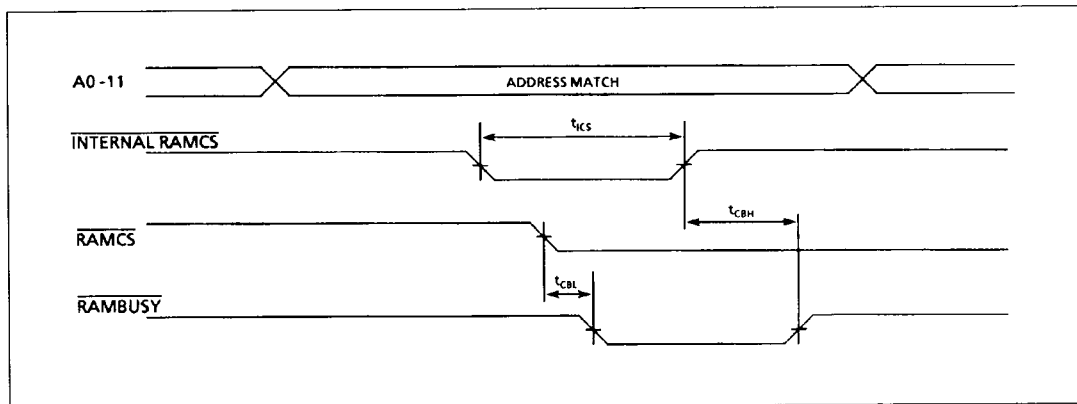 A0-11
ADDRESS MATCH
tICS
INTERNAL RAMCS
tCBH
RAMCS
tCBL
RAMBUSY